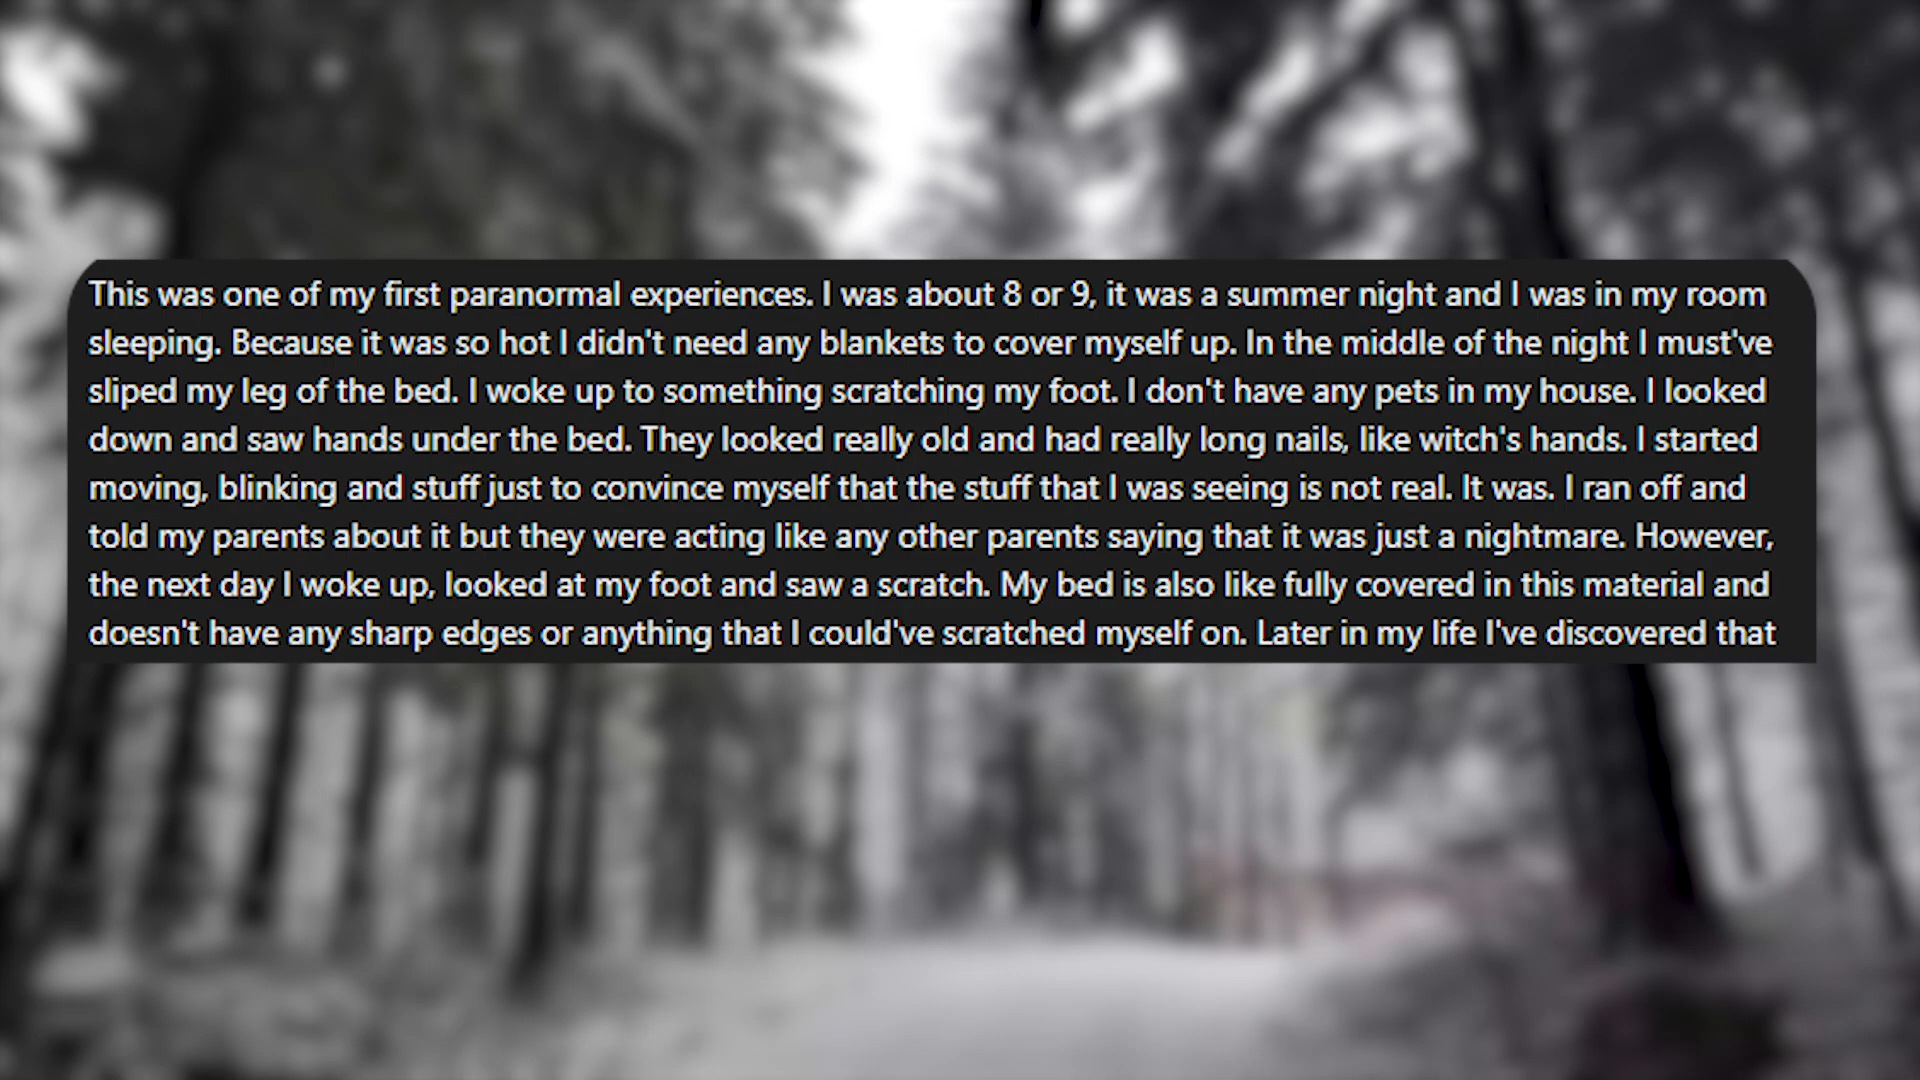 This was one of my first paranormal experiences. I was about 8 or 9, it was a summer night and I was in my room
sleeping. Because it was so hot I didn't need any blankets to cover myself up. In the middle of the night I must've
sliped my leg of the bed. I woke up to something scratching my foot. I don't have any pets in my house. I looked
down and saw hands under the bed. They looked really old and had really long nails, like witch's hands. I started
moving, blinking and stuff just to convince myself that the stuff that I was seeing is not real. It was. I ran off and
told my parents about it but they were acting like any other parents saying that it was just a nightmare. However,
the next day I woke up, looked at my foot and saw a scratch. My bed is also like fully covered in this material and
doesn't have any sharp edges or anything that I could've scratched myself on. Later in my life I've discovered that